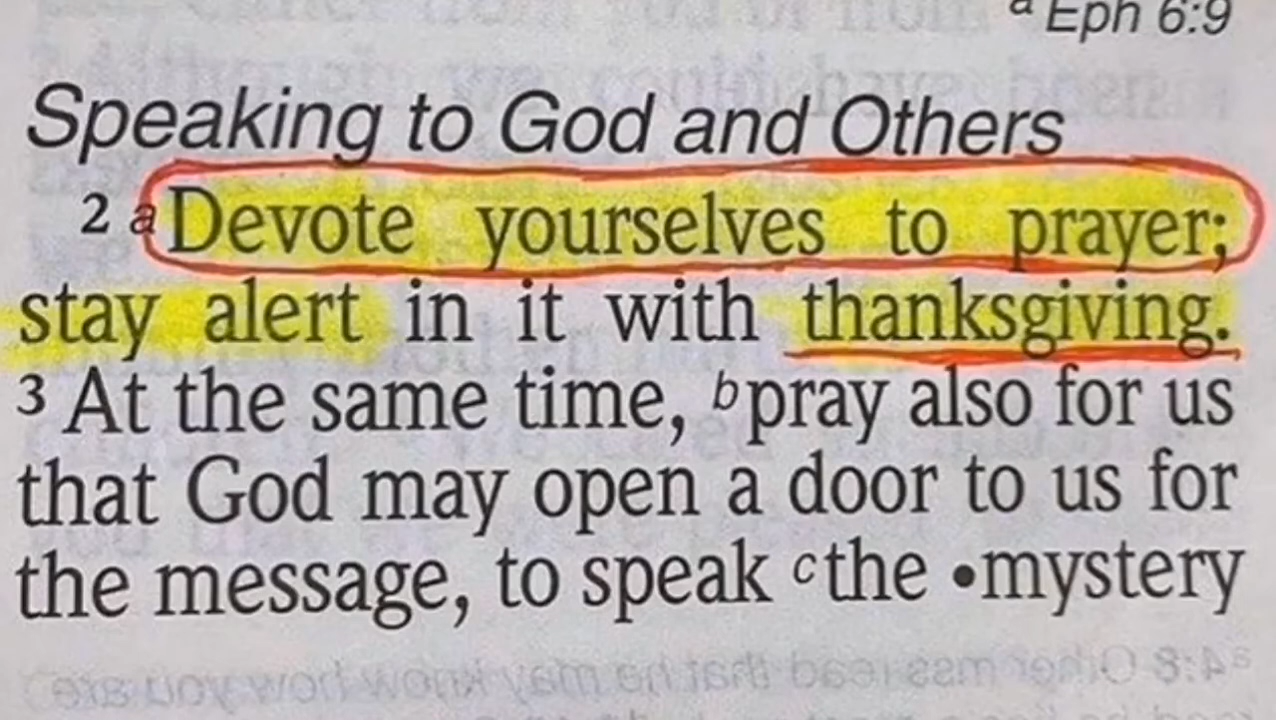 a Eph 6:9
Speaking to God and Others
2 a Devote yourselves to prayer;
stay alert in it with thanksgiving.
3 At the same time, b pray also for us
that God may open a door to us for
the message, to speak c the •mystery